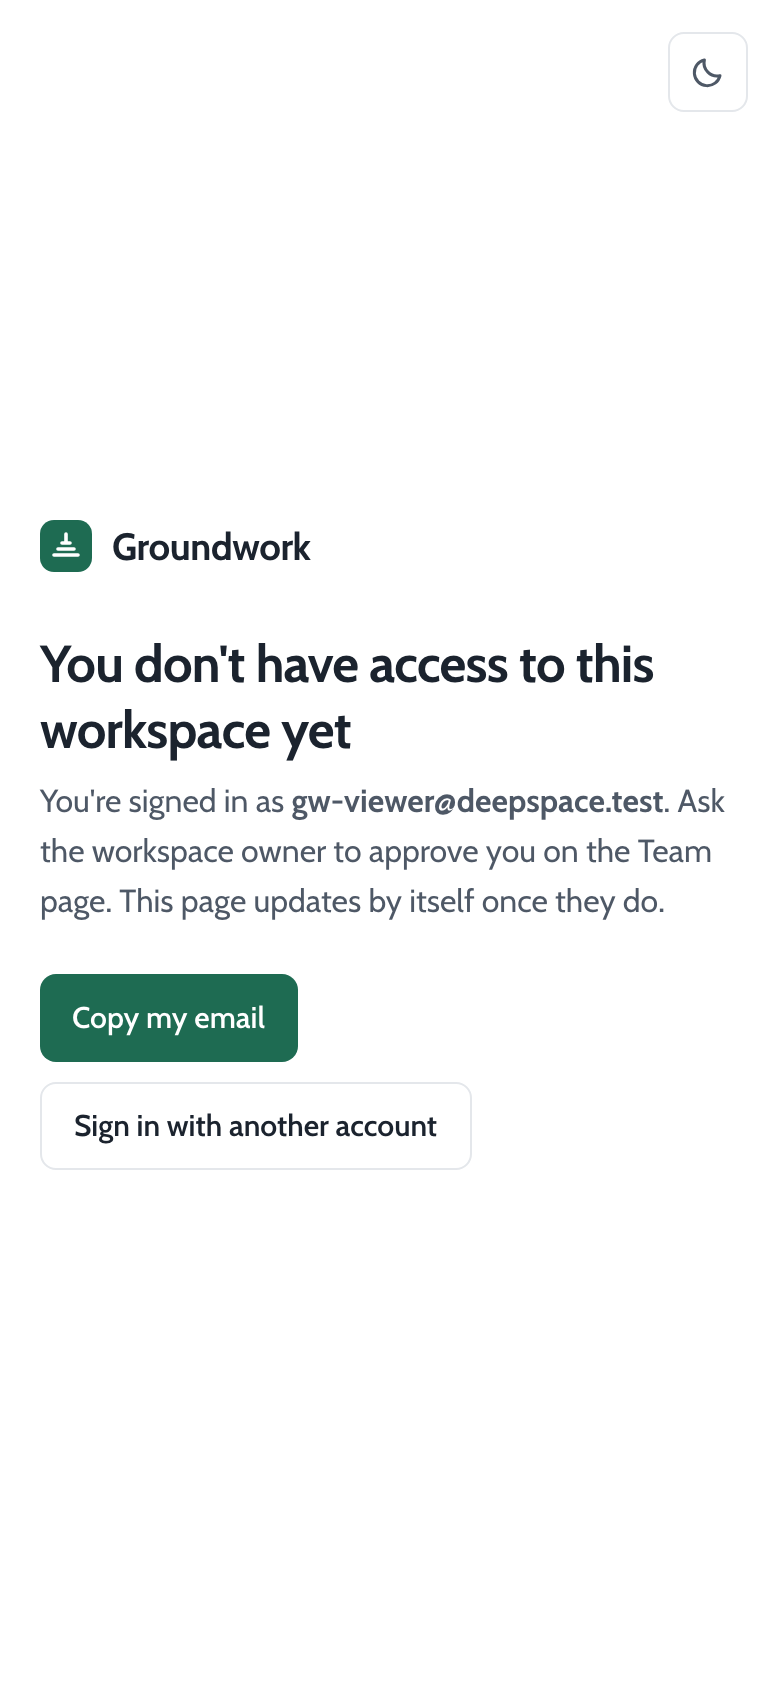 Groundwork
You don't have access to this
workspace yet
You're signed in as gw-viewer@deepspace.test. Ask
the workspace owner to approve you on the Team
page. This page updates by itself once they do.
Copy my email
Sign in with another account